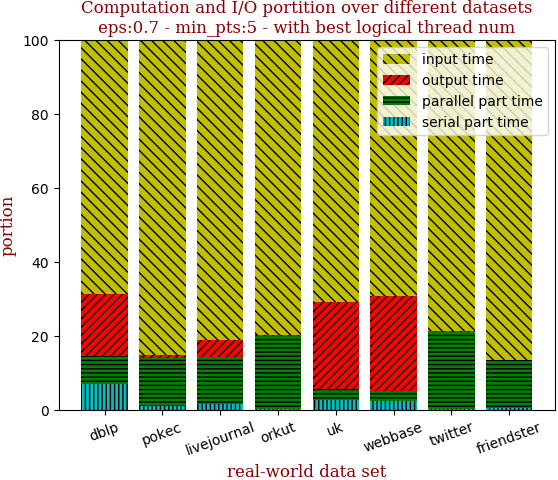 Computation and I/O portition over different datasets
eps:0.7 - min_pts:5 - with best logical thread num
100
80
60
40
20
0
portion
input time
output time
parallel part time
serial part time
dblp
pokec
livejournal
orkut
uk
webbase
twitter
friendster
real-world data set